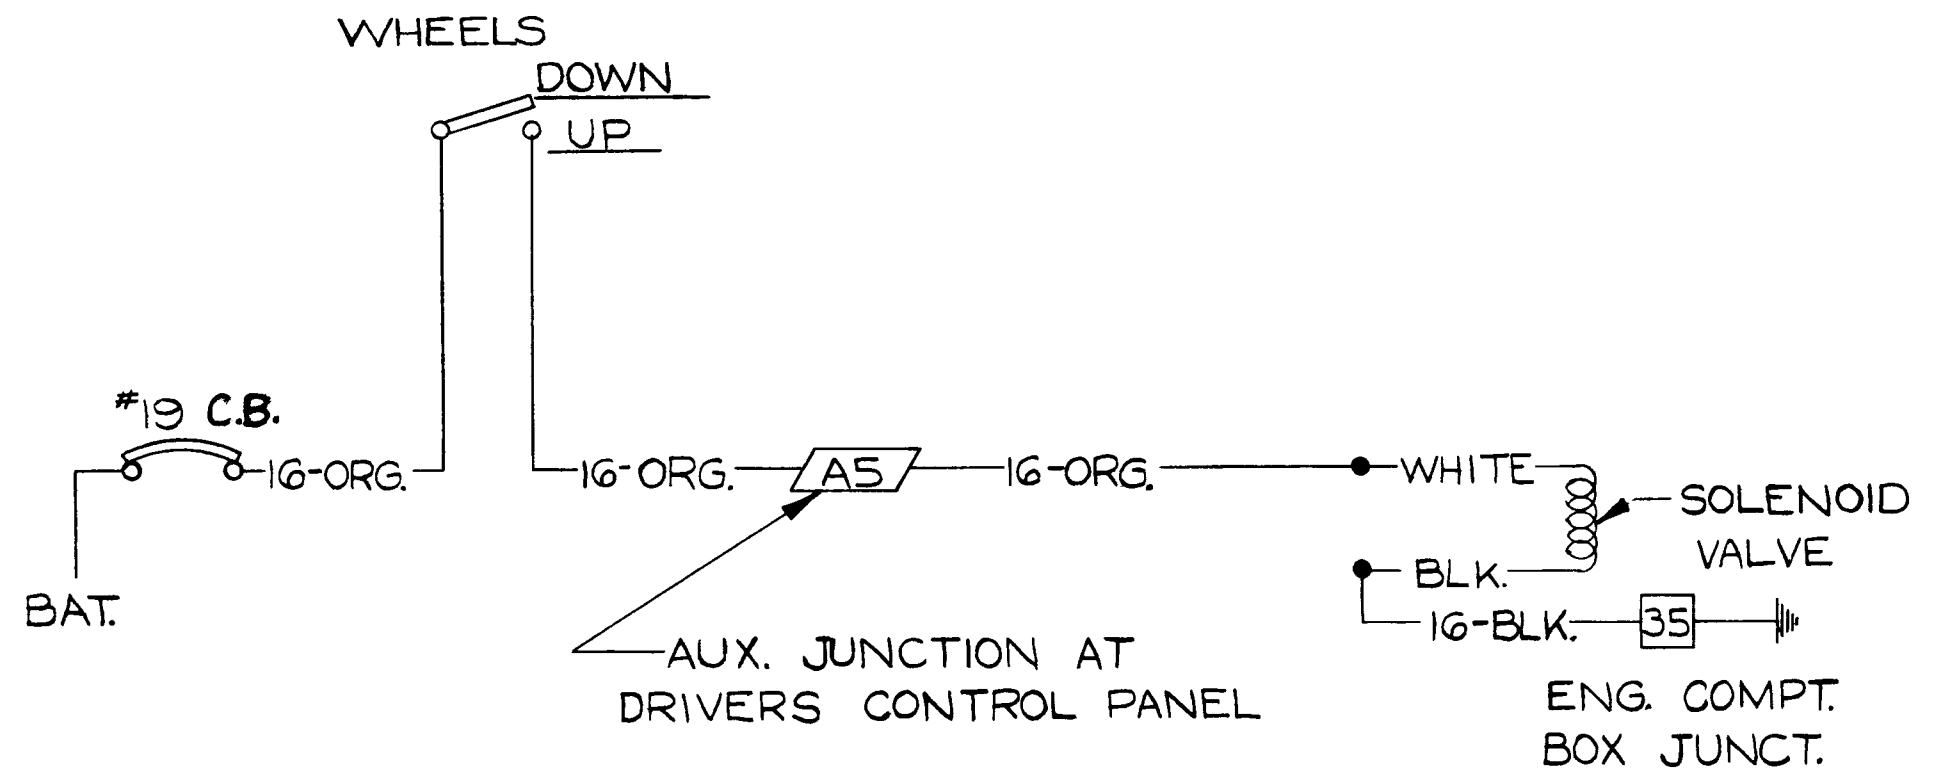 WHEELS
DOWN
UP
#19 C.B.
16-ORG.
16-ORG.
A5
16-ORG.
WHITE
SOLENOID
VALVE
BLK.
16-BLK.
35
BAT.
AUX. JUNCTION AT
DRIVERS CONTROL PANEL
ENG. COMPT.
BOX JUNCT.